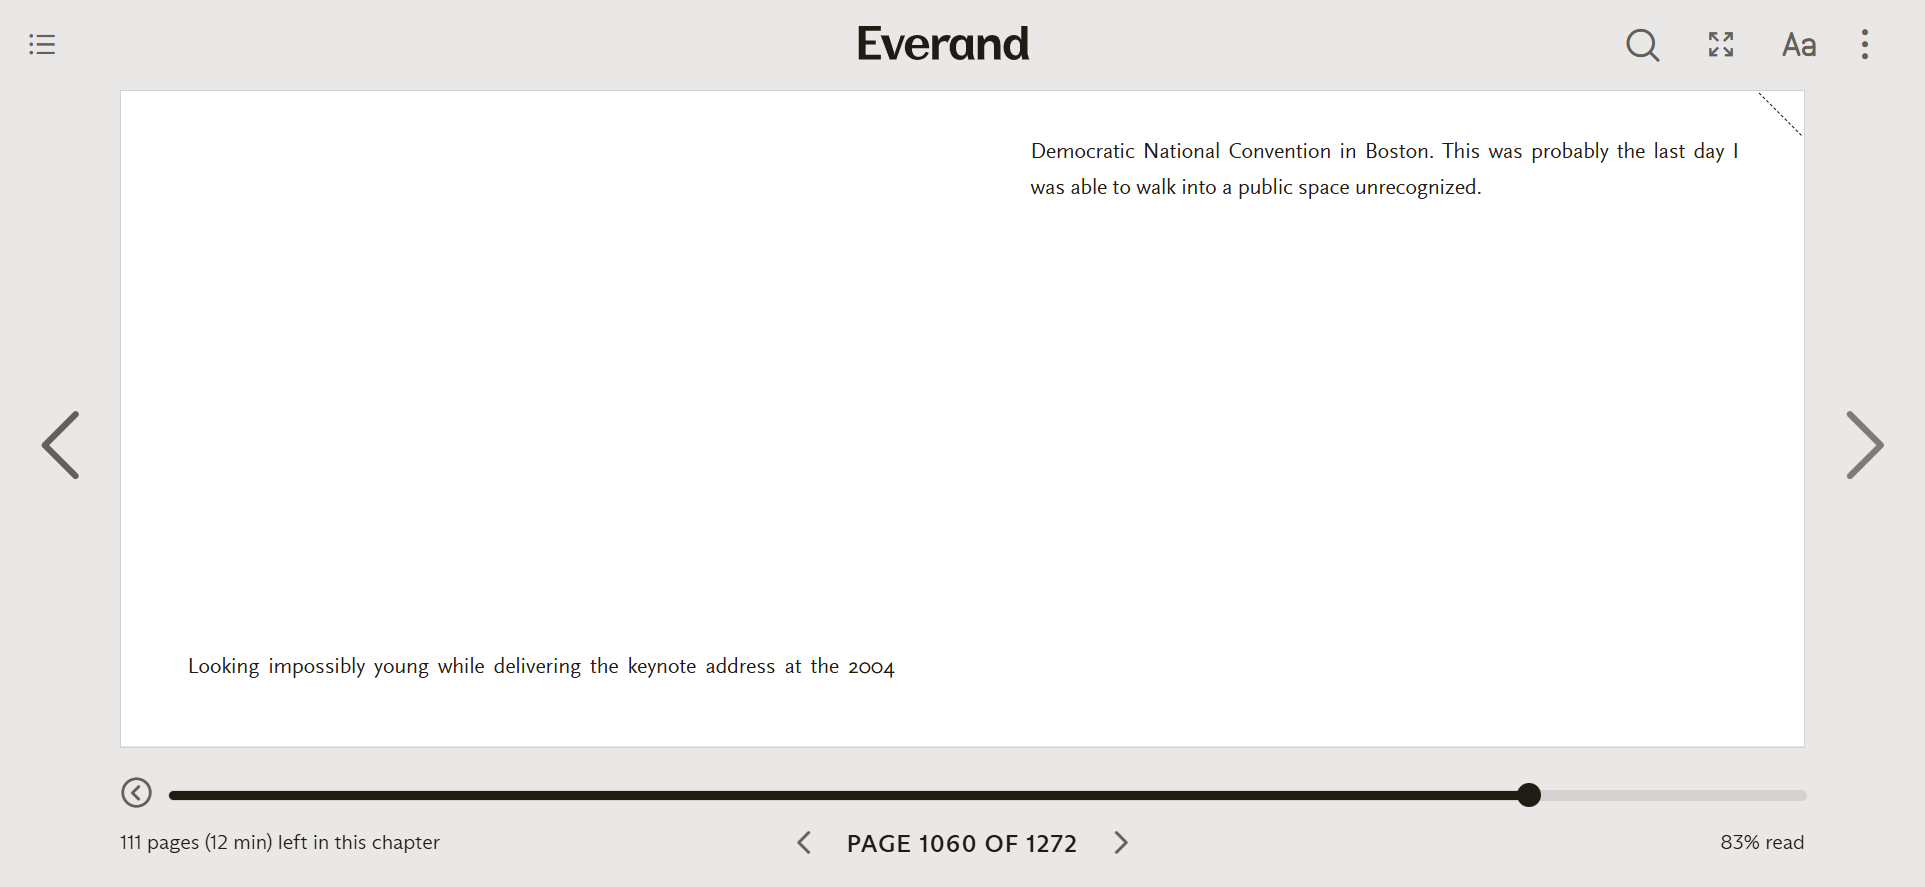 Everand
Aa
Looking impossibly young while delivering the keynote address at the 2004
Democratic National Convention in Boston. This was probably the last day I
was able to walk into a public space unrecognized.
111 pages (12 min) left in this chapter
PAGE 1060 OF 1272
83% read